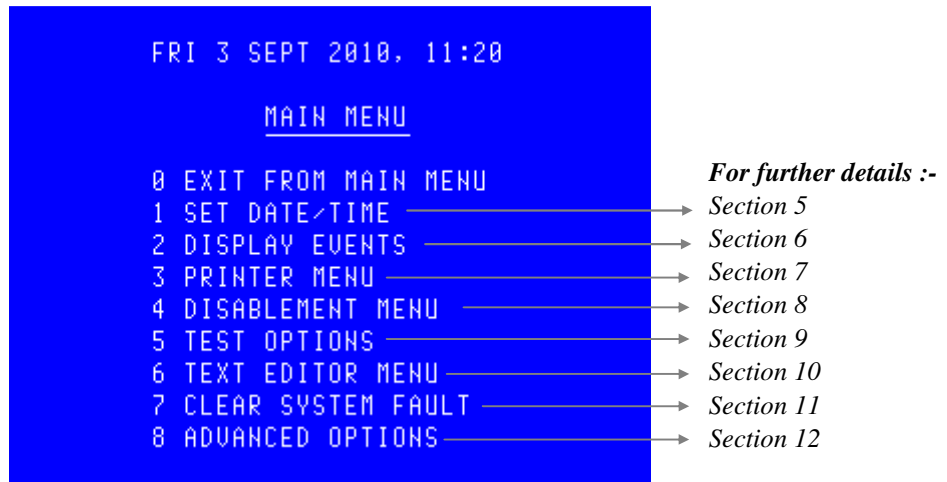 FRI 3 SEPT 2010, 11:20
MAIN MENU
For further details :-
0 EXIT FROM MAIN MENU
1 SET DATE/TIME Section 5
2 DISPLAY EVENTS Section 6
3 PRINTER MENU Section 7
4 DISABLEMENT MENU Section 8
5 TEST OPTIONS Section 9
6 TEXT EDITOR MENU Section 10
7 CLEAR SYSTEM FAULT Section 11
8 ADVANCED OPTIONS Section 12